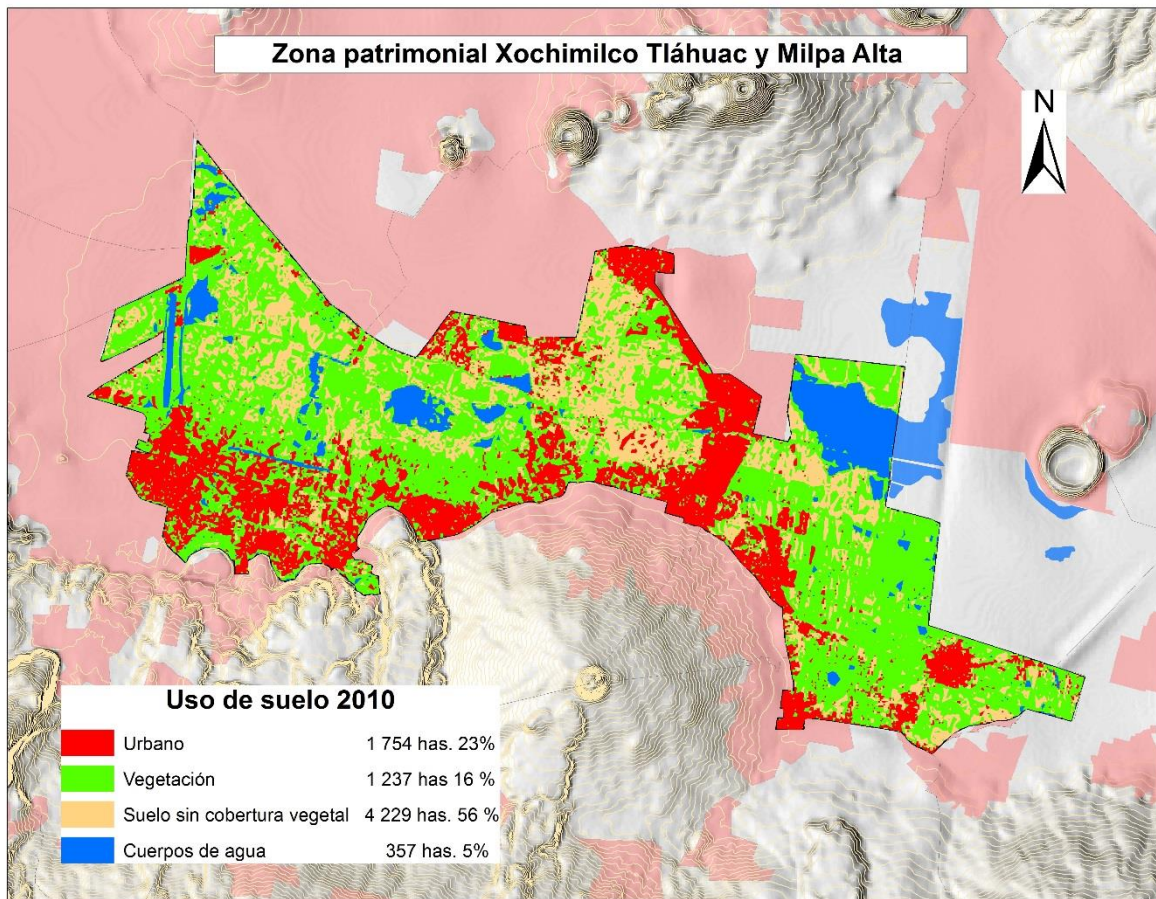 Zona patrimonial Xochimilco Tláhuac y Milpa Alta
N
Uso de suelo 2010
Urbano 1 754 has. 23%
Vegetación 1 237 has 16 %
Suelo sin cobertura vegetal 4 229 has. 56 %
Cuerpos de agua 357 has. 5%